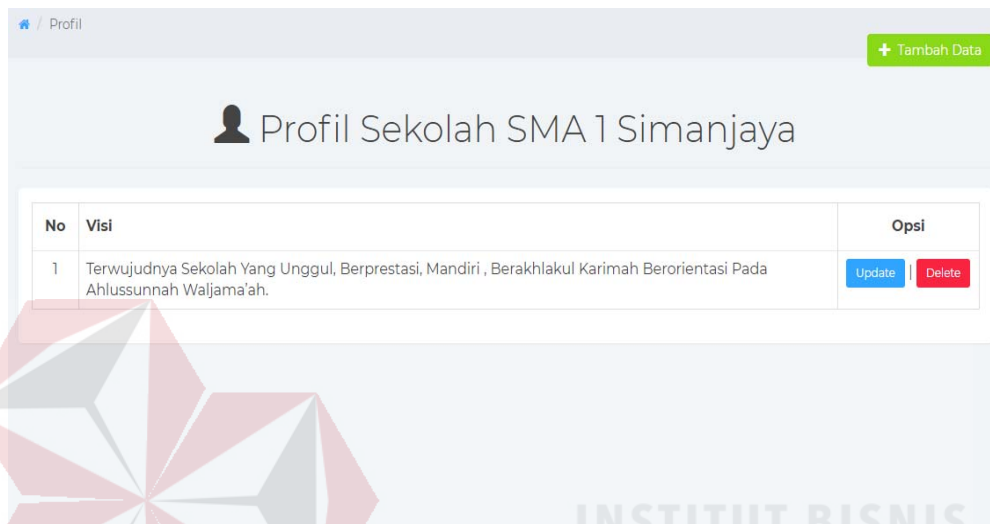 / Profil
+ Tambah Data
Profil Sekolah SMA 1 Simanjaya
No Visi Opsi
1 Terwujudnya Sekolah Yang Unggul, Berprestasi, Mandiri , Berakhlakul Karimah Berorientasi Pada
Ahlussunnah Waljama'ah.
Update | Delete
INSTITUT BISNIS